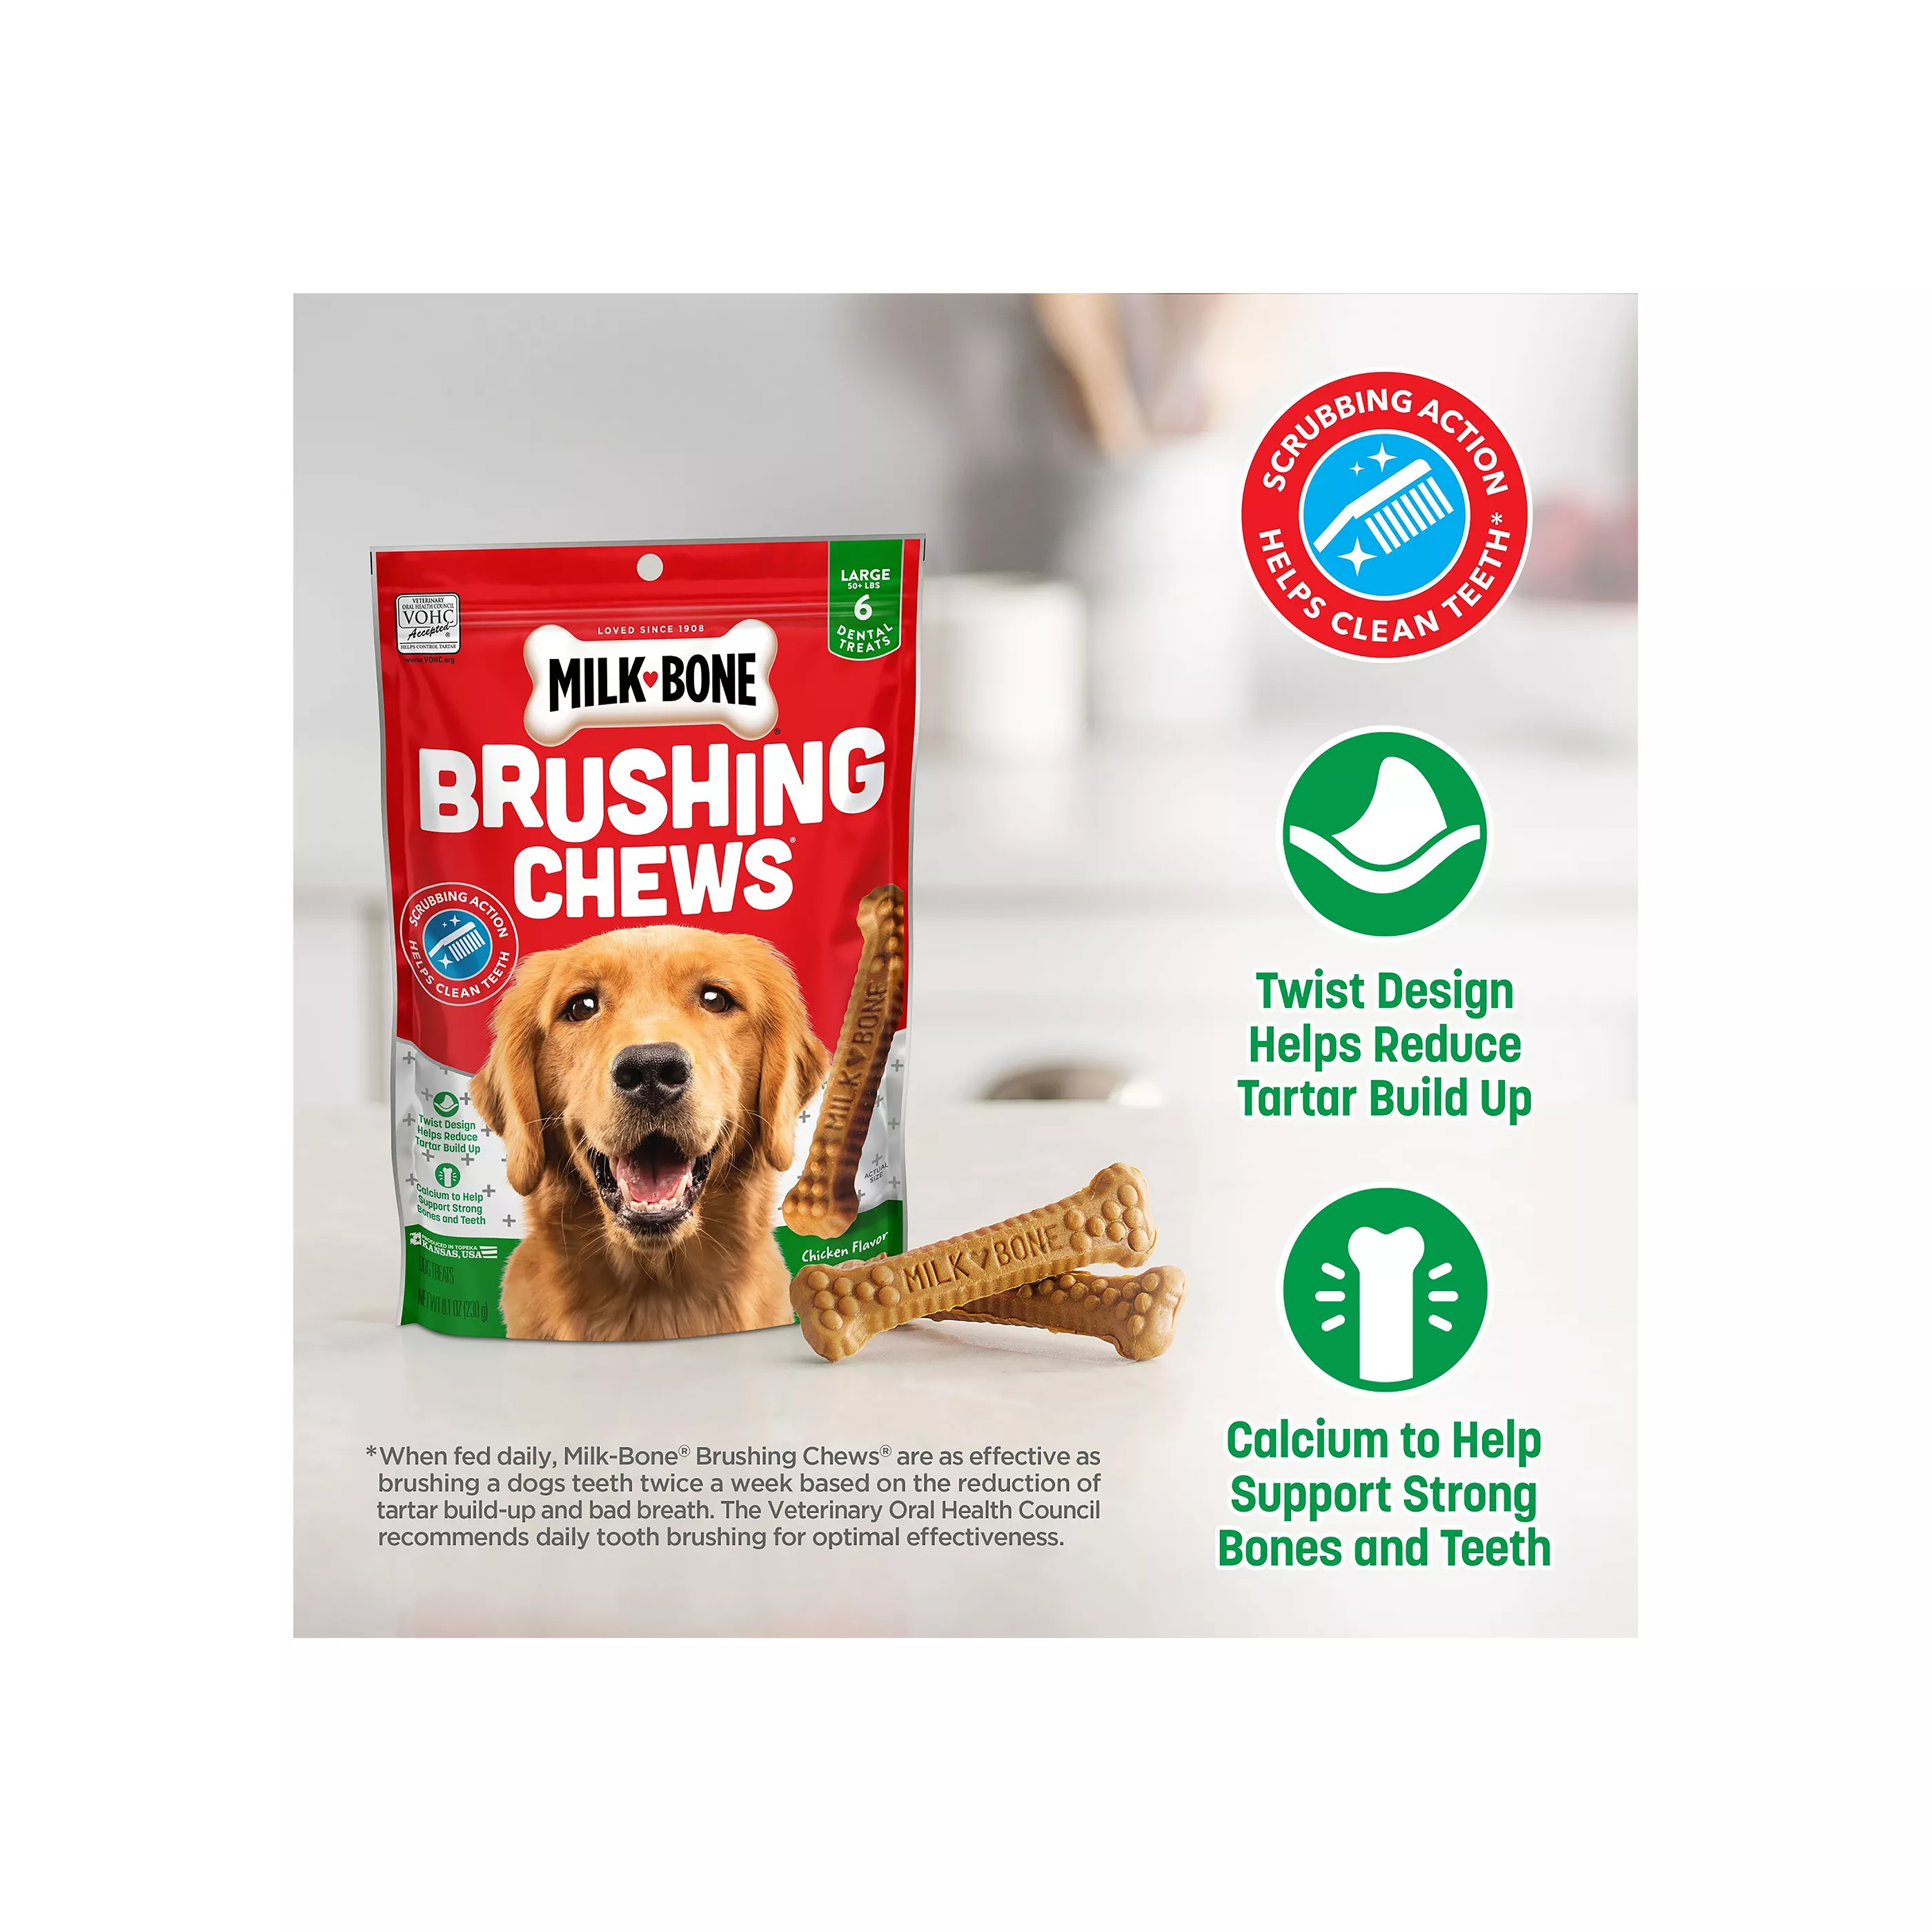 VETERINARY
ORAL HEALTH COUNCIL
VOHC
Accepted
®
HELPS CONTROL TARTAR
www.VOHC.org
LARGE
50+ LBS
6
DENTAL
TREATS
LOVED SINCE 1908
MILK BONE
®
BRUSHING
CHEWS®
SCRUBBING ACTION
HELPS CLEAN TEETH
MILK BONE
ACTUAL
SIZE
Twist Design
Helps Reduce
Tartar Build Up
Calcium to Help
Support Strong
Bones and Teeth
PRODUCED IN TOPEKA
KANSAS, USA
DOG TREATS
NET WT 8.1 OZ (230 g)
Chicken Flavor
MILK BONE
*When fed daily, Milk-Bone® Brushing Chews® are as effective as
brushing a dogs teeth twice a week based on the reduction of
tartar build-up and bad breath. The Veterinary Oral Health Council
recommends daily tooth brushing for optimal effectiveness.
SCRUBBING ACTION
HELPS CLEAN TEETH*
Twist Design
Helps Reduce
Tartar Build Up
Calcium to Help
Support Strong
Bones and Teeth